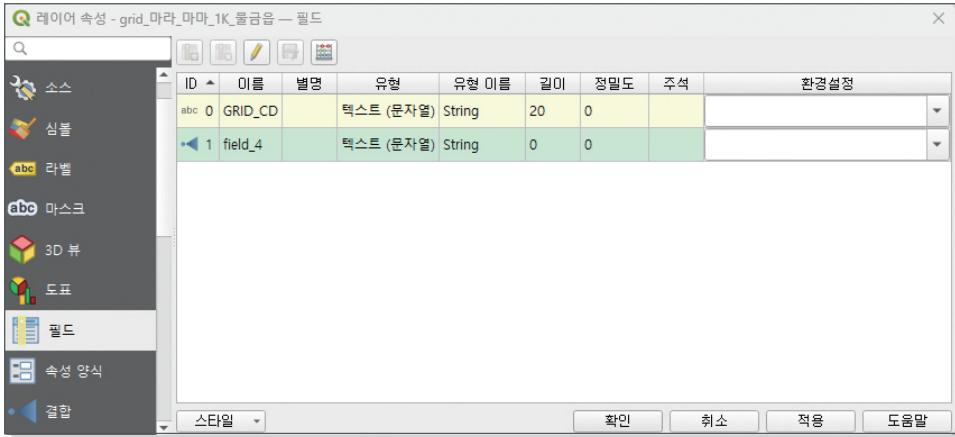 레이어 속성 - grid_마라_마마_1K_물금읍 — 필드
소스
심볼
abc 라벨
abc 마스크
3D 뷰
도표
필드
속성 양식
결합
ID 이름 별명 유형 유형 이름 길이 정밀도 주석 환경설정
abc 0 GRID_CD 텍스트 (문자열) String 20 0
1 field_4 텍스트 (문자열) String 0 0
스타일 확인 취소 적용 도움말